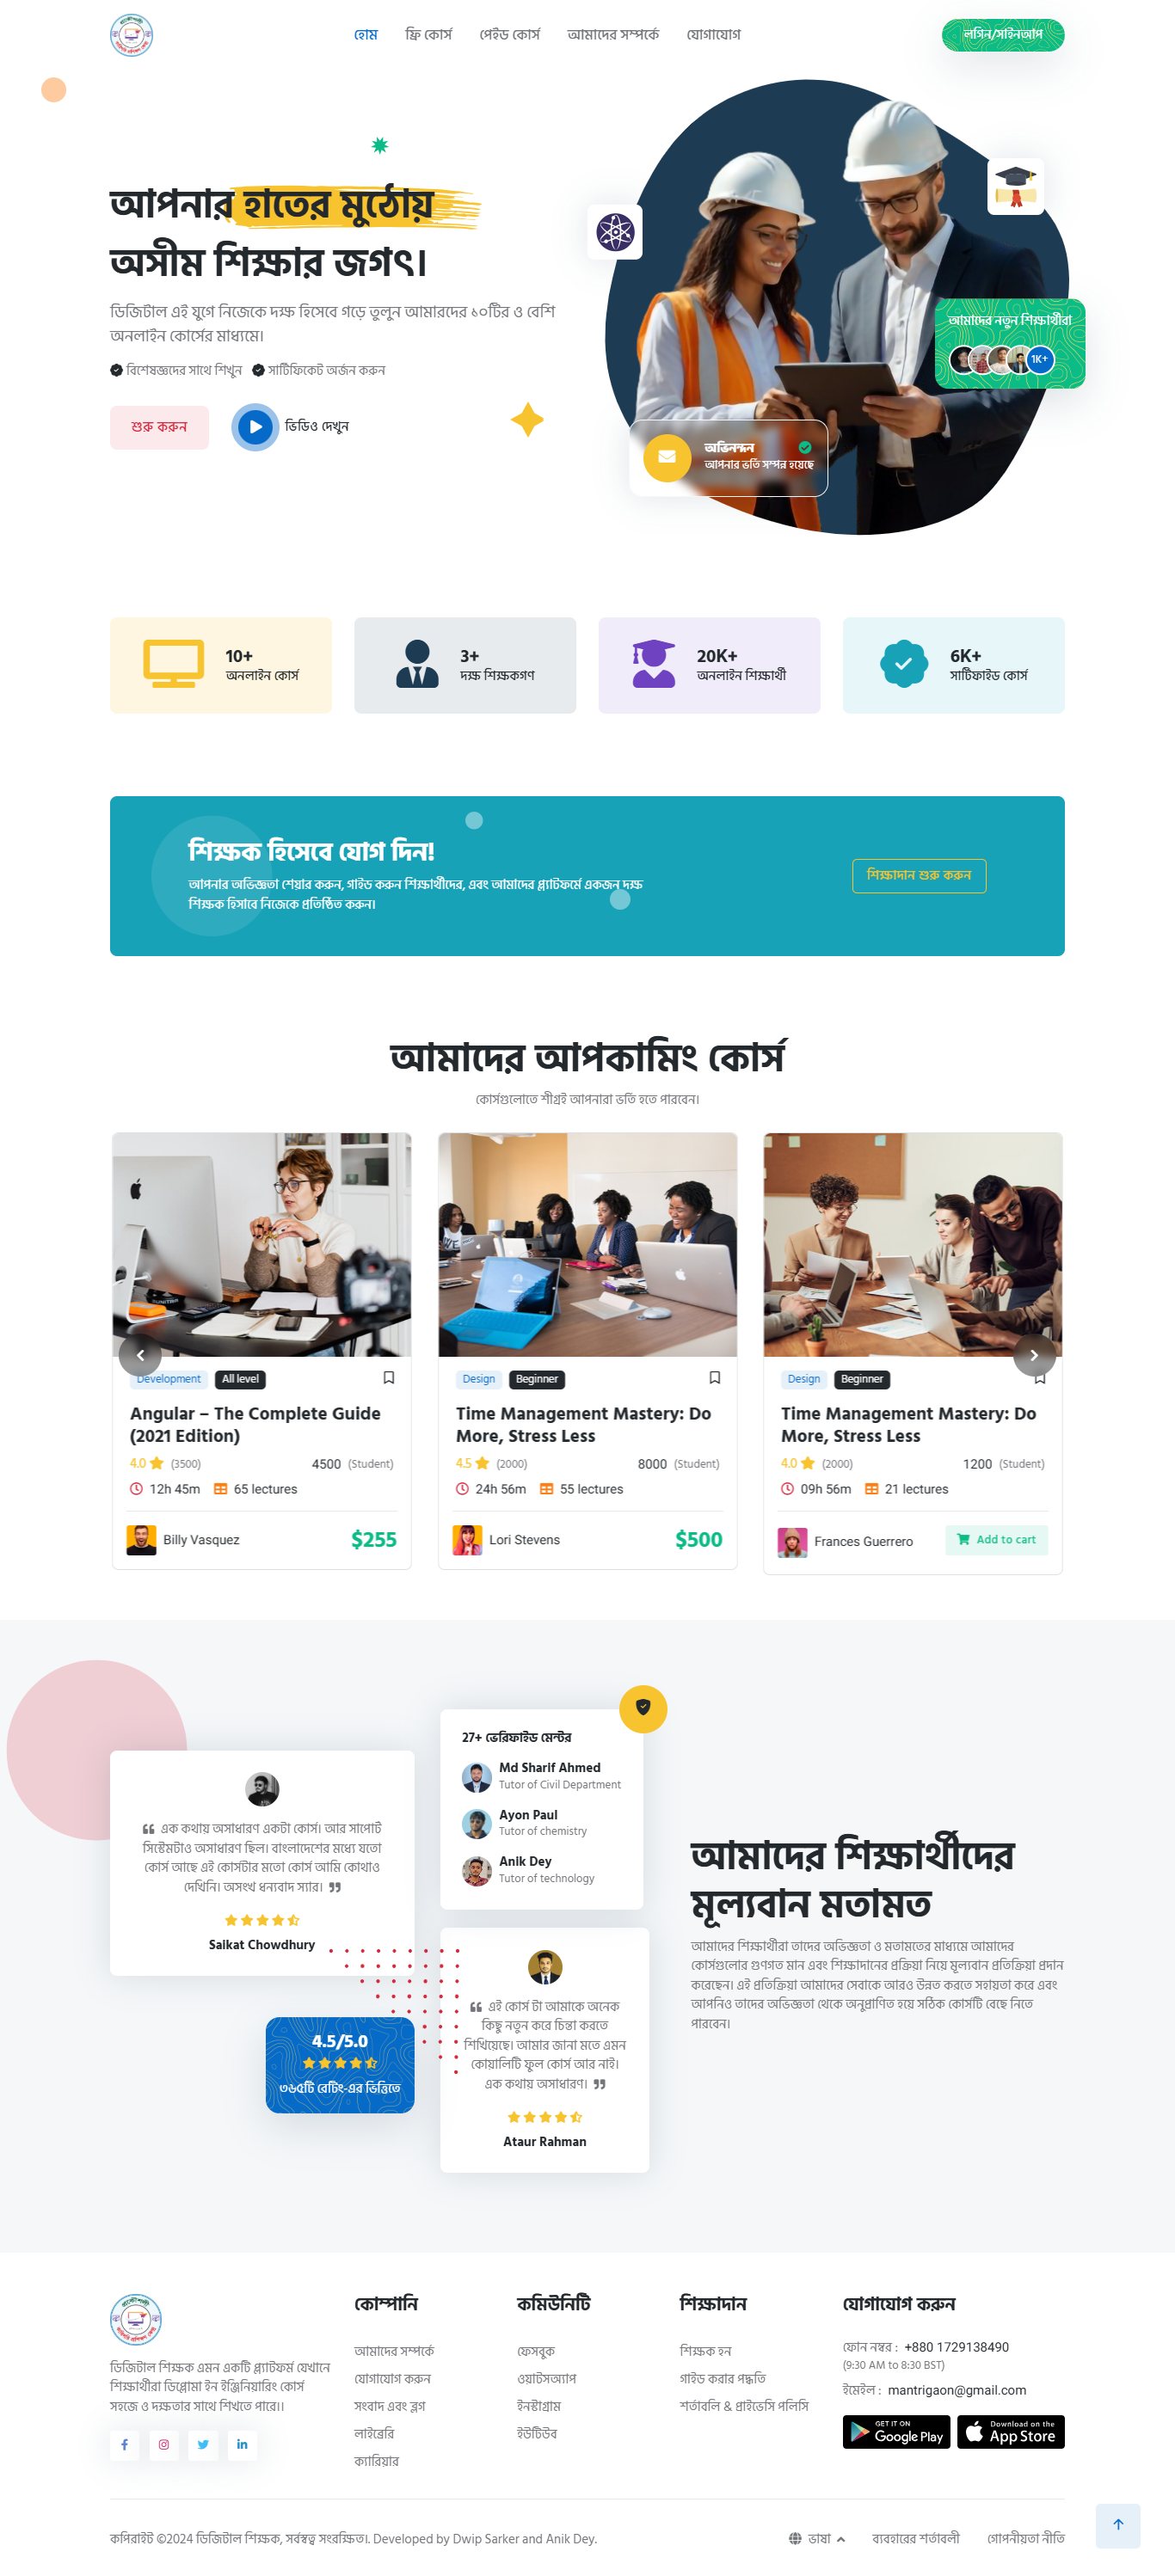 হোম
ফ্রি কোর্স
পেইড কোর্স
আমাদের সম্পর্কে
যোগাযোগ
লগিন/সাইনআপ
আপনার হাতের মুঠোয়
অসীম শিক্ষার জগৎ।
ডিজিটাল এই যুগে নিজেকে দক্ষ হিসেবে গড়ে তুলুন আমারদের ১০টির ও বেশি
অনলাইন কোর্সের মাধ্যমে।
বিশেষজ্ঞদের সাথে শিখুন
সার্টিফিকেট অর্জন করুন
শুরু করুন
ভিডিও দেখুন
আমাদের নতুন শিক্ষার্থীরা
1K+
অভিনন্দন
আপনার ভর্তি সম্পন্ন হয়েছে
10+
অনলাইন কোর্স
3+
দক্ষ শিক্ষকগণ
20K+
অনলাইন শিক্ষার্থী
6K+
সার্টিফাইড কোর্স
শিক্ষক হিসেবে যোগ দিন!
আপনার অভিজ্ঞতা শেয়ার করুন, গাইড করুন শিক্ষার্থীদের, এবং আমাদের প্ল্যাটফর্মে একজন দক্ষ
শিক্ষক হিসাবে নিজেকে প্রতিষ্ঠিত করুন।
শিক্ষাদান শুরু করুন
আমাদের আপকামিং কোর্স
কোর্সগুলোতে শীগ্রই আপনারা ভর্তি হতে পারবেন।
Development
All level
Angular – The Complete Guide
(2021 Edition)
4.0 (3500)
4500 (Student)
12h 45m
65 lectures
Billy Vasquez
$255
Design
Beginner
Time Management Mastery: Do
More, Stress Less
4.5 (2000)
8000 (Student)
24h 56m
55 lectures
Lori Stevens
$500
Design
Beginner
Time Management Mastery: Do
More, Stress Less
4.0 (2000)
1200 (Student)
09h 56m
21 lectures
Frances Guerrero
Add to cart
এক কথায় অসাধারণ একটা কোর্স। আর সাপোর্ট
সিস্টেমটাও অসাধারণ ছিল। বাংলাদেশের মধ্যে যতো
কোর্স আছে এই কোর্সটার মতো কোর্স আমি কোথাও
দেখিনি। অসংখ্য ধন্যবাদ স্যার।
Saikat Chowdhury
4.5/5.0
৩৬৫টি রেটিং-এর ভিত্তিতে
27+ ভেরিফাইড মেন্টর
Md Sharif Ahmed
Tutor of Civil Department
Ayon Paul
Tutor of chemistry
Anik Dey
Tutor of technology
এই কোর্স টা আমাকে অনেক
কিছু নতুন করে চিন্তা করতে
শিখিয়েছে। আমার জানা মতে এমন
কোয়ালিটি ফুল কোর্স আর নাই।
এক কথায় অসাধারণ।
Ataur Rahman
আমাদের শিক্ষার্থীদের
মূল্যবান মতামত
আমাদের শিক্ষার্থীরা তাদের অভিজ্ঞতা ও মতামতের মাধ্যমে আমাদের
কোর্সগুলোর গুণগত মান এবং শিক্ষাদানের প্রক্রিয়া নিয়ে মূল্যবান প্রতিক্রিয়া প্রদান
করেছেন। এই প্রতিক্রিয়া আমাদের সেবাকে আরও উন্নত করতে সহায়তা করে এবং
আপনিও তাদের অভিজ্ঞতা থেকে অনুপ্রাণিত হয়ে সঠিক কোর্সটি বেছে নিতে
পারবেন।
ডিজিটাল শিক্ষক এমন একটি প্ল্যাটফর্ম যেখানে
শিক্ষার্থীরা ডিপ্লোমা ইন ইঞ্জিনিয়ারিং কোর্স
সহজে ও দক্ষতার সাথে শিখতে পারে।।
কোম্পানি
আমাদের সম্পর্কে
যোগাযোগ করুন
সংবাদ এবং ব্লগ
লাইব্রেরি
ক্যারিয়ার
কমিউনিটি
ফেসবুক
ওয়াটসঅ্যাপ
ইনস্টাগ্রাম
ইউটিউব
শিক্ষাদান
শিক্ষক হন
গাইড করার পদ্ধতি
শর্তাবলি & প্রাইভেসি পলিসি
যোগাযোগ করুন
ফোন নম্বর : +880 1729138490
(9:30 AM to 8:30 BST)
ইমেইল : mantrigaon@gmail.com
GET IT ON
Google Play
Download on the
App Store
কপিরাইট ©2024 ডিজিটাল শিক্ষক, সর্বস্বত্ব সংরক্ষিত।. Developed by Dwip Sarker and Anik Dey.
ভাষা
ব্যবহারের শর্তাবলী
গোপনীয়তা নীতি